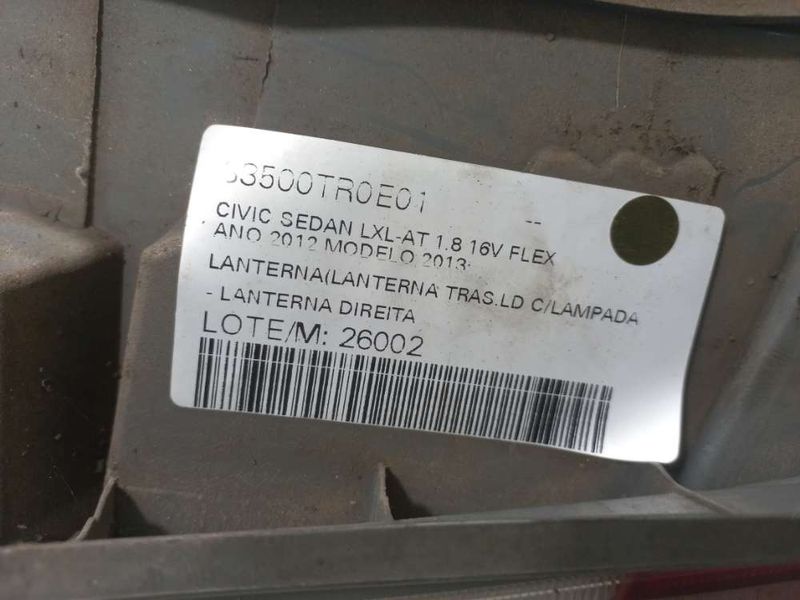 33500TR0E01
--
CIVIC SEDAN LXL-AT 1.8 16V FLEX
ANO 2012 MODELO 2013-
LANTERNA(LANTERNA TRAS.LD C/LAMPADA
- LANTERNA DIREITA
LOTE/M: 26002